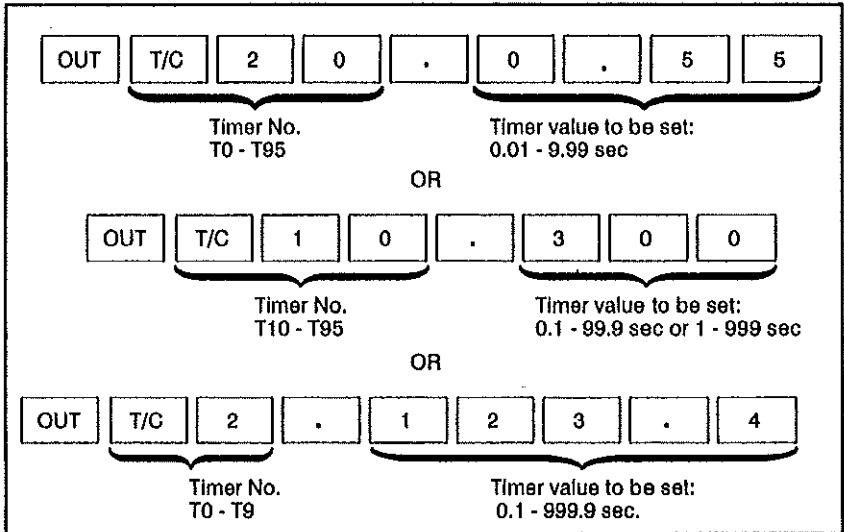 OUT T/C 2 0 . 0 . 5 5
Timer No. Timer value to be set:
T0 - T95 0.01 - 9.99 sec
OR
OUT T/C 1 0 . 3 0 0
Timer No. Timer value to be set:
T10 - T95 0.1 - 99.9 sec or 1 - 999 sec
OR
OUT T/C 2 . 1 2 3 . 4
Timer No. Timer value to be set:
T0 - T9 0.1 - 999.9 sec.